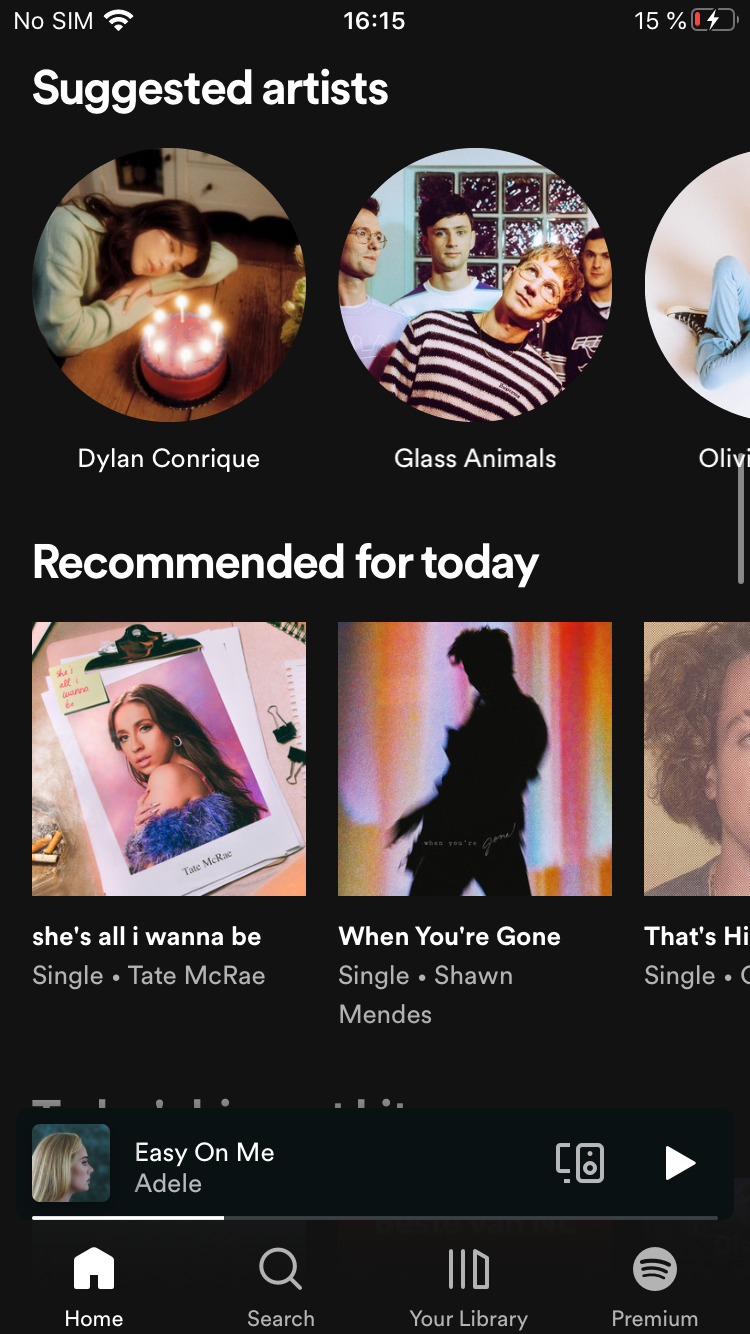 No SIM 16:15 15 %
Suggested artists
Dylan Conrique Glass Animals Olivi
Recommended for today
she's
all i
wanna
be
Tate McRae
when you're gone
she's all i wanna be When You're Gone That's Hi
Single • Tate McRae Single • Shawn Single •
Mendes
Easy On Me
Adele
Home Search Your Library Premium